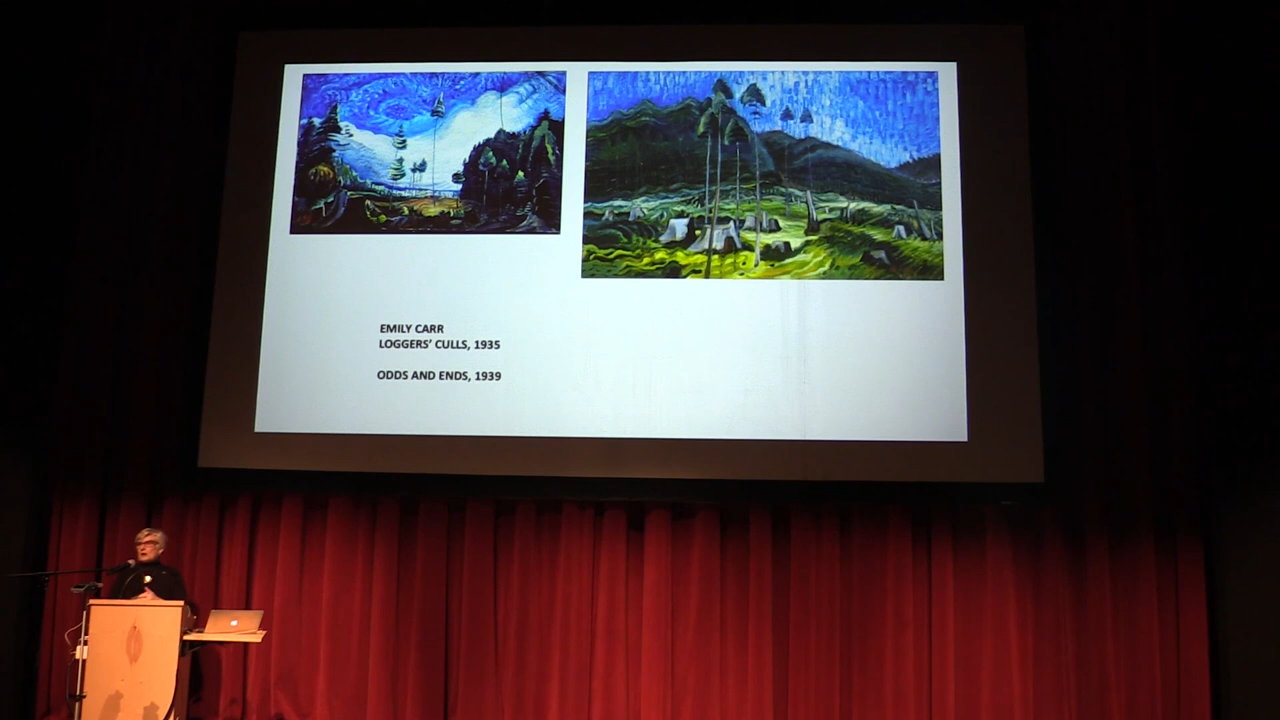 EMILY CARR
LOGGERS’ CULLS, 1935
ODDS AND ENDS, 1939